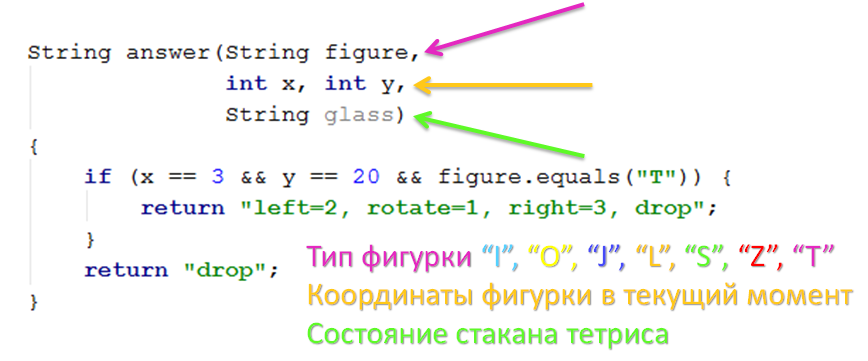 String answer(String figure,
int x, int y,
String glass)
{
if (x == 3 && y == 20 && figure.equals("T")) {
return "left=2, rotate=1, right=3, drop";
}
return "drop";
}
Тип фигурки “I”, “O”, “J”, “L”, “S”, “Z”, “T”
Координаты фигурки в текущий момент
Состояние стакана тетриса